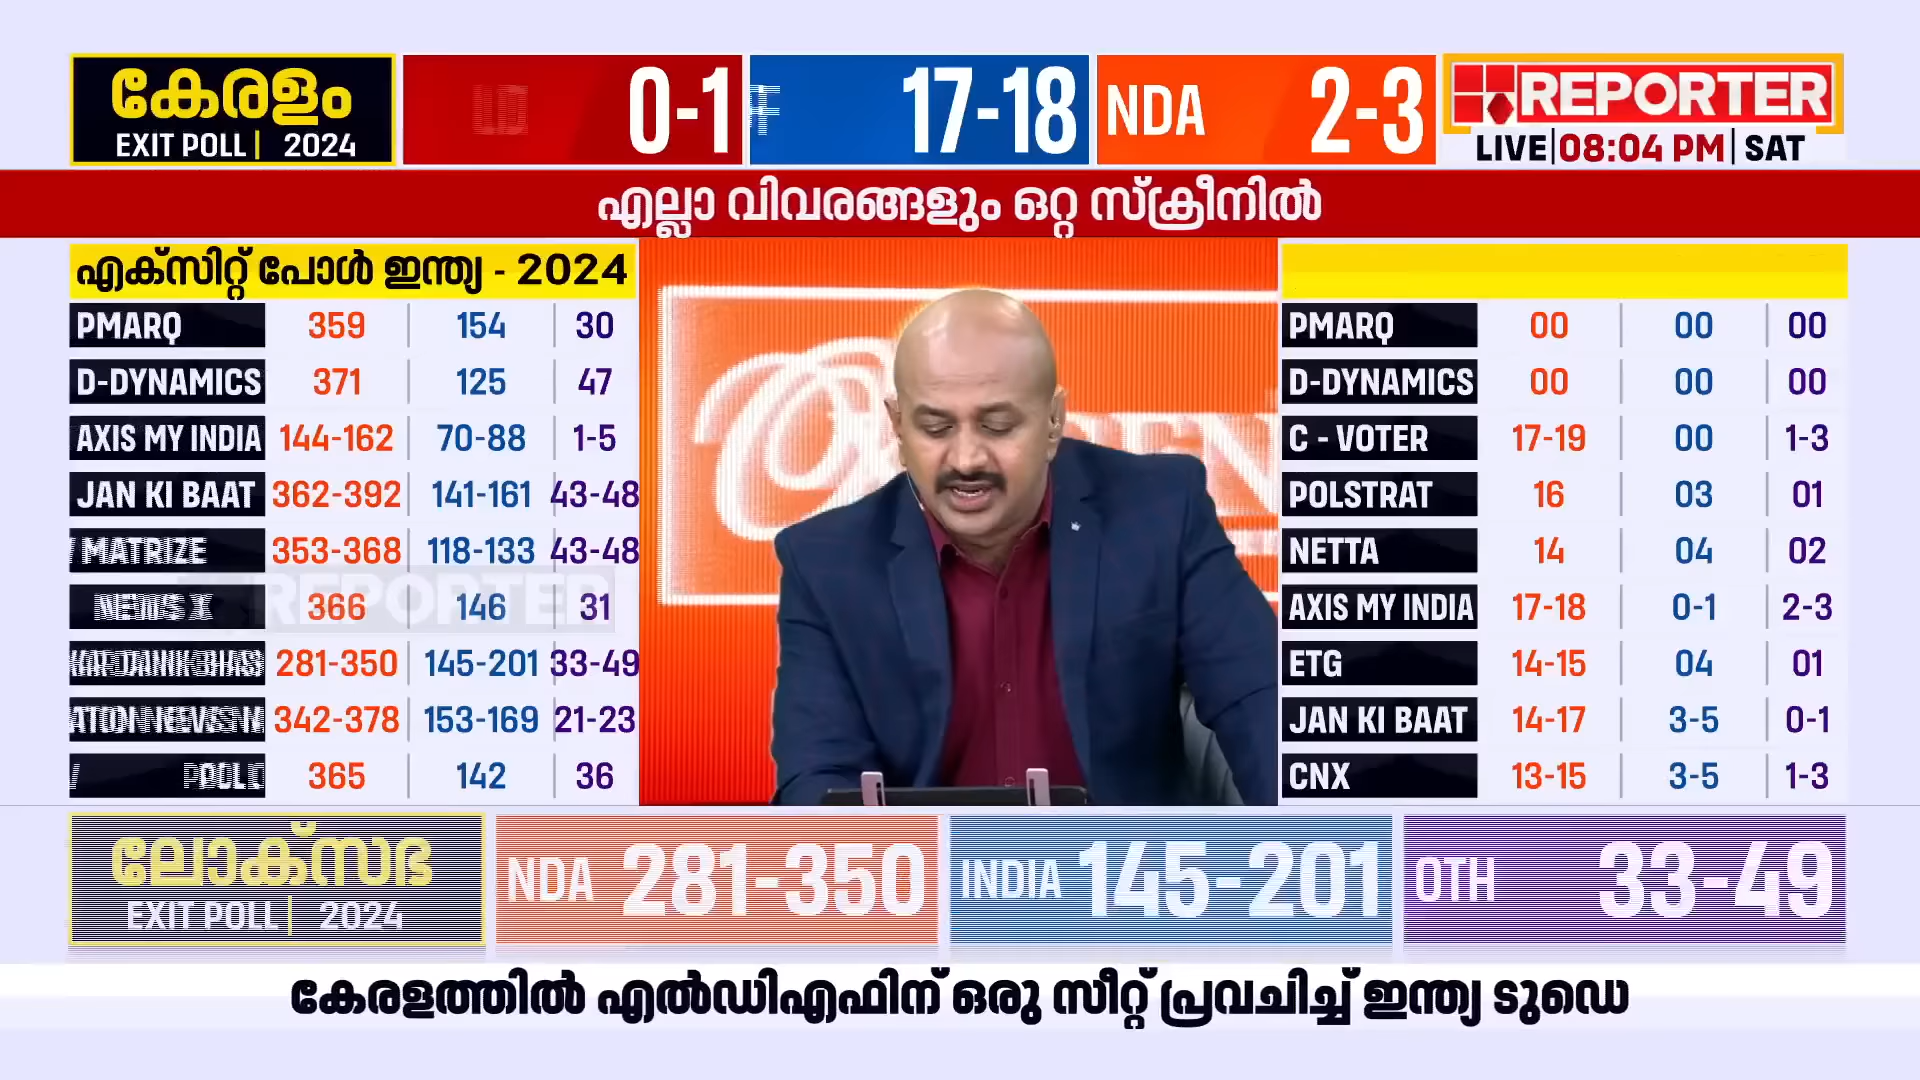 കേരളം
EXIT POLL | 2024
0-1
17-18
NDA 2-3
REPORTER
LIVE | 08:04 PM | SAT
എല്ലാ വിവരങ്ങളും ഒറ്റ സ്ക്രീനിൽ
എക്സിറ്റ് പോൾ ഇന്ത്യ - 2024
PMARQ 359 154 30
D-DYNAMICS 371 125 47
AXIS MY INDIA 144-162 70-88 1-5
JAN KI BAAT 362-392 141-161 43-48
MATRIZE 353-368 118-133 43-48
NEWS X 366 146 31
281-350 145-201 33-49
342-378 153-169 21-23
365 142 36
REPORTER
PMARQ 00 00 00
D-DYNAMICS 00 00 00
C - VOTER 17-19 00 1-3
POLSTRAT 16 03 01
NETTA 14 04 02
AXIS MY INDIA 17-18 0-1 2-3
ETG 14-15 04 01
JAN KI BAAT 14-17 3-5 0-1
CNX 13-15 3-5 1-3
ലോക്സഭ
EXIT POLL | 2024
NDA 281-350
INDIA 145-201
OTH 33-49
കേരളത്തിൽ എൽഡിഎഫിന് ഒരു സീറ്റ് പ്രവചിച്ച് ഇന്ത്യ ടുഡെ